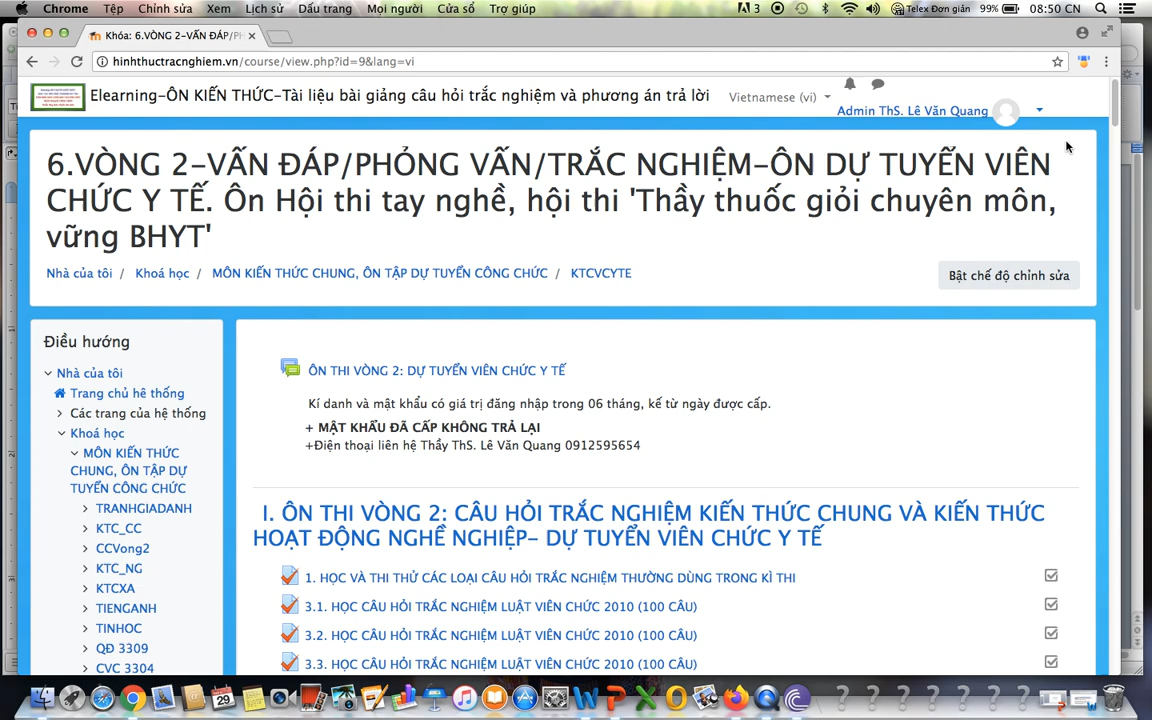 Chrome Tệp Chỉnh sửa Xem Lịch sử Dấu trang Mọi người Cửa sổ Trợ giúp
3 Telex Đơn giản 99% 08:50 CN
Khóa: 6.VÒNG 2-VẤN ĐÁP/PH
hinhthuctracnghiem.vn/course/view.php?id=9&lang=vi
Elearning-ÔN KIẾN THỨC-Tài liệu bài giảng câu hỏi trắc nghiệm và phương án trả lời
Vietnamese (vi)
Admin ThS. Lê Văn Quang
6.VÒNG 2-VẤN ĐÁP/PHỎNG VẤN/TRẮC NGHIỆM-ÔN DỰ TUYỂN VIÊN
CHỨC Y TẾ. Ôn Hội thi tay nghề, hội thi 'Thầy thuốc giỏi chuyên môn,
vững BHYT'
Nhà của tôi / Khoá học / MÔN KIẾN THỨC CHUNG, ÔN TẬP DỰ TUYỂN CÔNG CHỨC / KTCVCYTE
Bật chế độ chỉnh sửa
Điều hướng
Nhà của tôi
Trang chủ hê thống
Các trang của hệ thống
Khoá học
MÔN KIẾN THỨC
CHUNG, ÔN TẬP DỰ
TUYỂN CÔNG CHỨC
TRANHGIADANH
KTC_CC
CCVong2
KTC_NG
KTCXA
TIENGANH
TINHOC
QĐ 3309
CVC 3304
ÔN THI VÒNG 2: DỰ TUYỂN VIÊN CHỨC Y TẾ
Kí danh và mật khẩu có giá trị đăng nhập trong 06 tháng, kế từ ngày được cấp.
+ MẬT KHẨU ĐÃ CẤP KHÔNG TRẢ LẠI
+Điện thoại liên hệ Thầy ThS. Lê Văn Quang 0912595654
I. ÔN THI VÒNG 2: CÂU HỎI TRẮC NGHIỆM KIẾN THỨC CHUNG VÀ KIẾN THỨC
HOẠT ĐỘNG NGHỀ NGHIỆP- DỰ TUYỂN VIÊN CHỨC Y TẾ
1. HỌC VÀ THI THỬ CÁC LOẠI CÂU HỎI TRẮC NGHIỆM THƯỜNG DÙNG TRONG KÌ THI
3.1. HỌC CÂU HỎI TRẮC NGHIỆM LUẬT VIÊN CHỨC 2010 (100 CÂU)
3.2. HỌC CÂU HỎI TRẮC NGHIỆM LUẬT VIÊN CHỨC 2010 (100 CÂU)
3.3. HỌC CÂU HỎI TRẮC NGHIỆM LUẬT VIÊN CHỨC 2010 (100 CÂU)
29